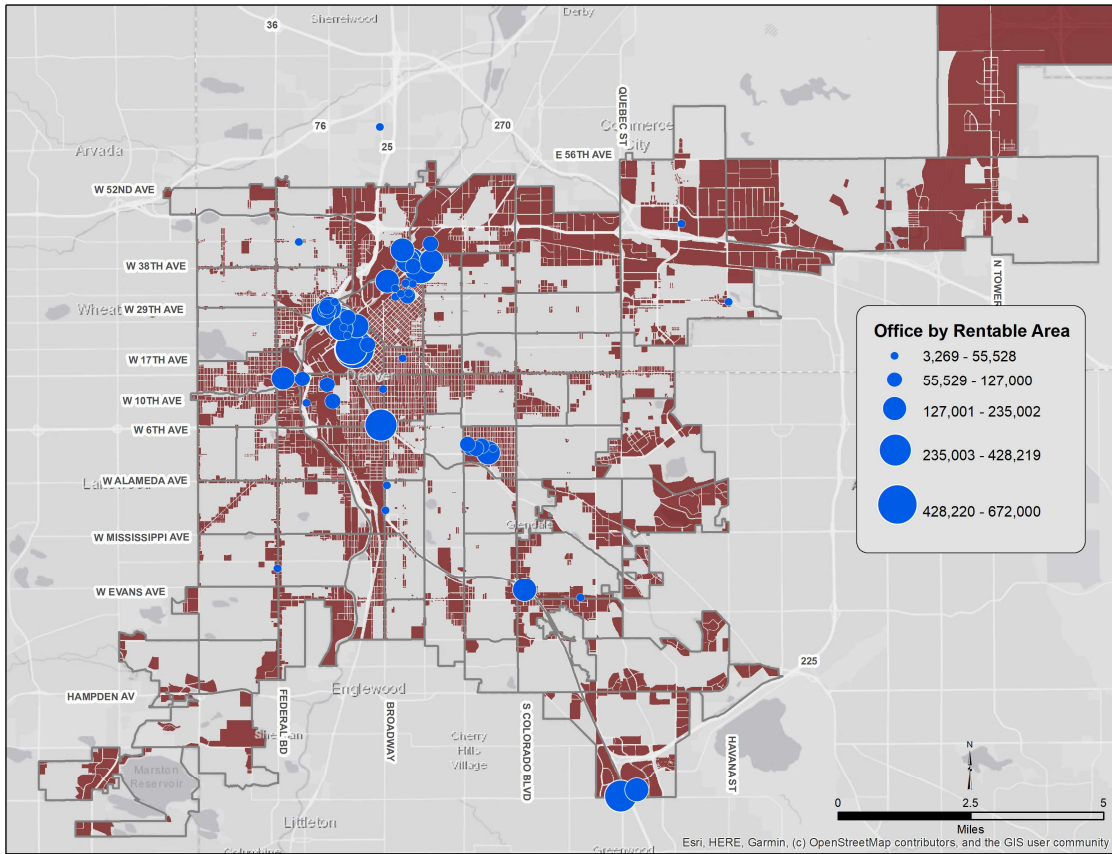 Sherrelwood
Derby
36
QUEBEC ST
76
270
Commerce
City
25
Arvada
E 56TH AVE
W 52ND AVE
W 38TH AVE
N TOWER
W 29TH AVE
Office by Rentable Area
3,269 - 55,528
55,529 - 127,000
127,001 - 235,002
235,003 - 428,219
428,220 - 672,000
W 17TH AVE
W 10TH AVE
W 6TH AVE
W ALAMEDA AVE
Glendale
W MISSISSIPPI AVE
W EVANS AVE
225
Englewood
HAMPDEN AV
FEDERAL BD
BROADWAY
S COLORADO BLVD
HAVANA ST
Cherry
Hills
Village
Marston
Reservoir
N
0
2.5
5
Miles
Littleton
Greenwood
Columbine
Esri, HERE, Garmin, (c) OpenStreetMap contributors, and the GIS user community